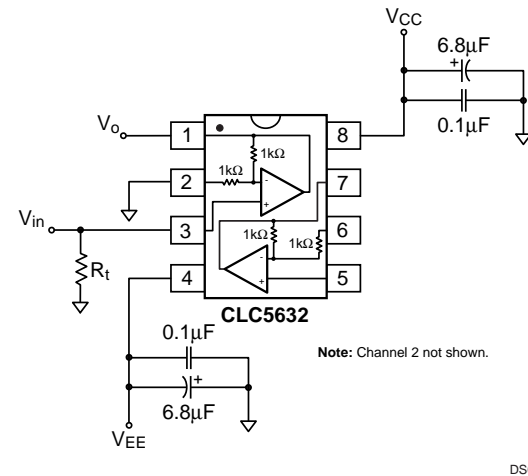 VCC
6.8µF
+
0.1µF
Vo
1
8
1kΩ
1kΩ
2
-
7
+
Vin
3
1kΩ
1kΩ
6
Rt
4
-
+
5
CLC5632
0.1µF
Note: Channel 2 not shown.
+
6.8µF
VEE
DS